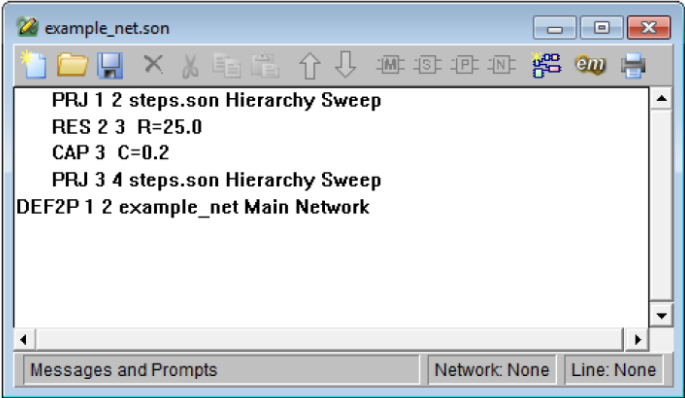 example_net.son
M S P N em
PRJ 1 2 steps.son Hierarchy Sweep
RES 2 3 R=25.0
CAP 3 C=0.2
PRJ 3 4 steps.son Hierarchy Sweep
DEF2P 1 2 example_net Main Network
Messages and Prompts Network: None Line: None